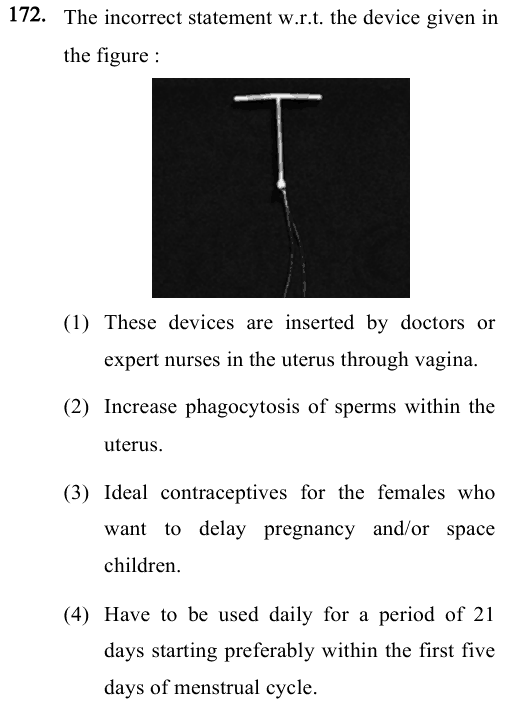 172. The incorrect statement w.r.t. the device given in
the figure :
(1) These devices are inserted by doctors or
expert nurses in the uterus through vagina.
(2) Increase phagocytosis of sperms within the
uterus.
(3) Ideal contraceptives for the females who
want to delay pregnancy and/or space
children.
(4) Have to be used daily for a period of 21
days starting preferably within the first five
days of menstrual cycle.